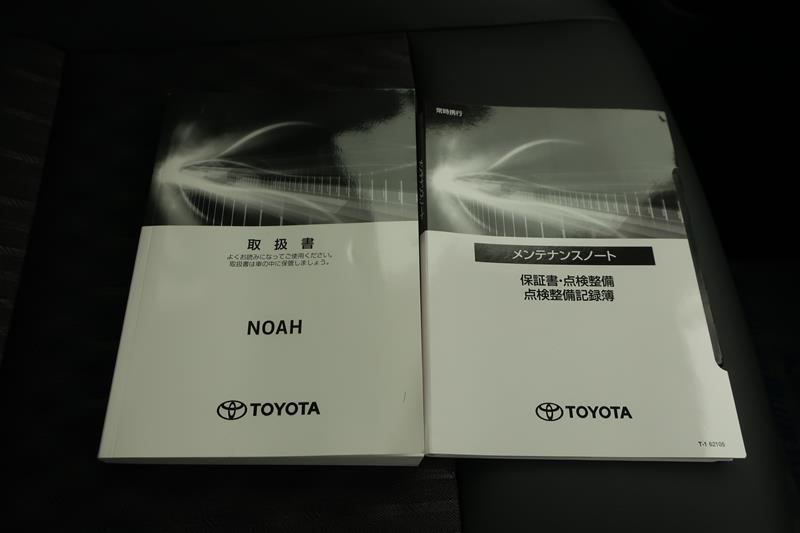 取扱書
よくお読みになってご使用ください。
取扱書は車の中に保管しましょう。
NOAH
TOYOTA
常時携行
メンテナンスノート
保証書・点検整備
点検整備記録簿
TOYOTA
T-1 62105